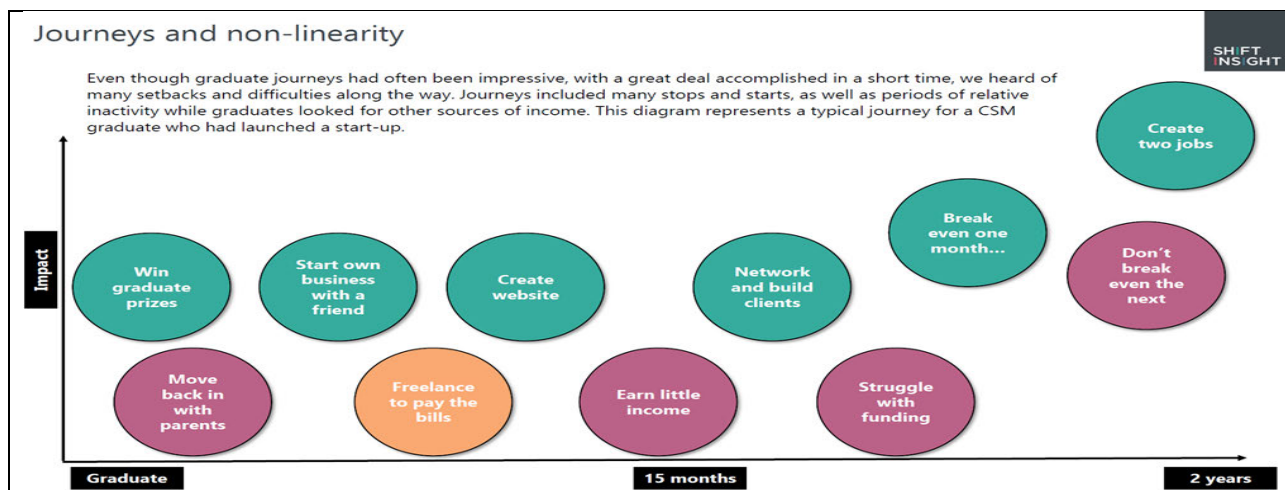 Journeys and non-linearity
SHIFT
INSIGHT
Even though graduate journeys had often been impressive, with a great deal accomplished in a short time, we heard of
many setbacks and difficulties along the way. Journeys included many stops and starts, as well as periods of relative
inactivity while graduates looked for other sources of income. This diagram represents a typical journey for a CSM
graduate who had launched a start-up.
Impact
Win
graduate
prizes
Move
back in
with
parents
Start own
business
with a
friend
Freelance
to pay the
bills
Create
website
Earn little
income
Network
and build
clients
Struggle
with
funding
Break
even one
month...
Don't
break
even the
next
Create
two jobs
Graduate
15 months
2 years